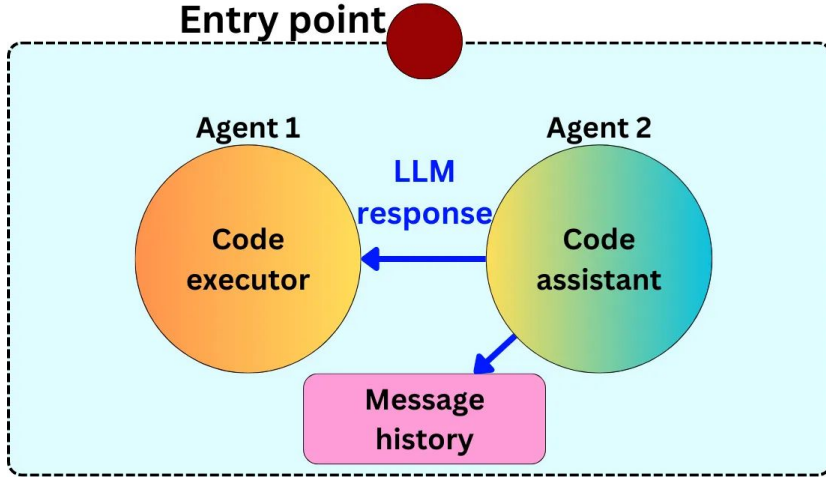 Entry point
Agent 1
Agent 2
LLM
response
Code
executor
Code
assistant
Message
history